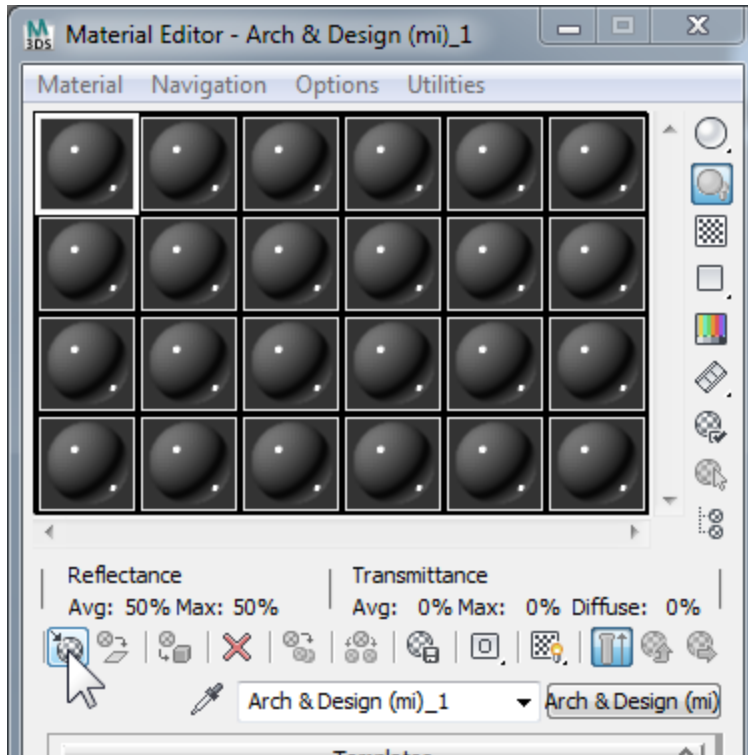 M
3DS
Material Editor - Arch & Design (mi)_1
Material Navigation Options Utilities
Reflectance Transmittance
Avg: 50% Max: 50% Avg: 0% Max: 0% Diffuse: 0%
Arch & Design (mi)_1 Arch & Design (mi)